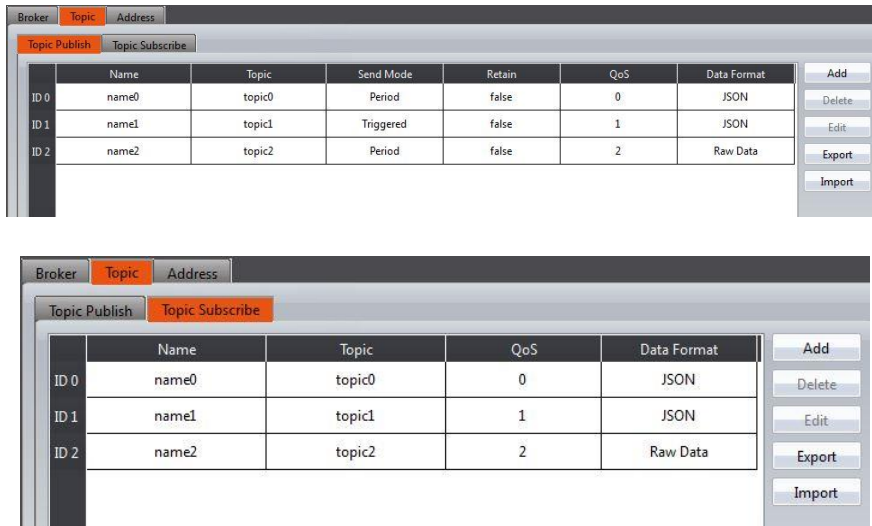 Broker Topic Address
Topic Publish Topic Subscribe
Name Topic Send Mode Retain QoS Data Format Add
ID 0 name0 topic0 Period false 0 JSON Delete
ID 1 name1 topic1 Triggered false 1 JSON Edit
ID 2 name2 topic2 Period false 2 Raw Data Export
Import
Broker Topic Address
Topic Publish Topic Subscribe
Name Topic QoS Data Format Add
ID 0 name0 topic0 0 JSON Delete
ID 1 name1 topic1 1 JSON Edit
ID 2 name2 topic2 2 Raw Data Export
Import